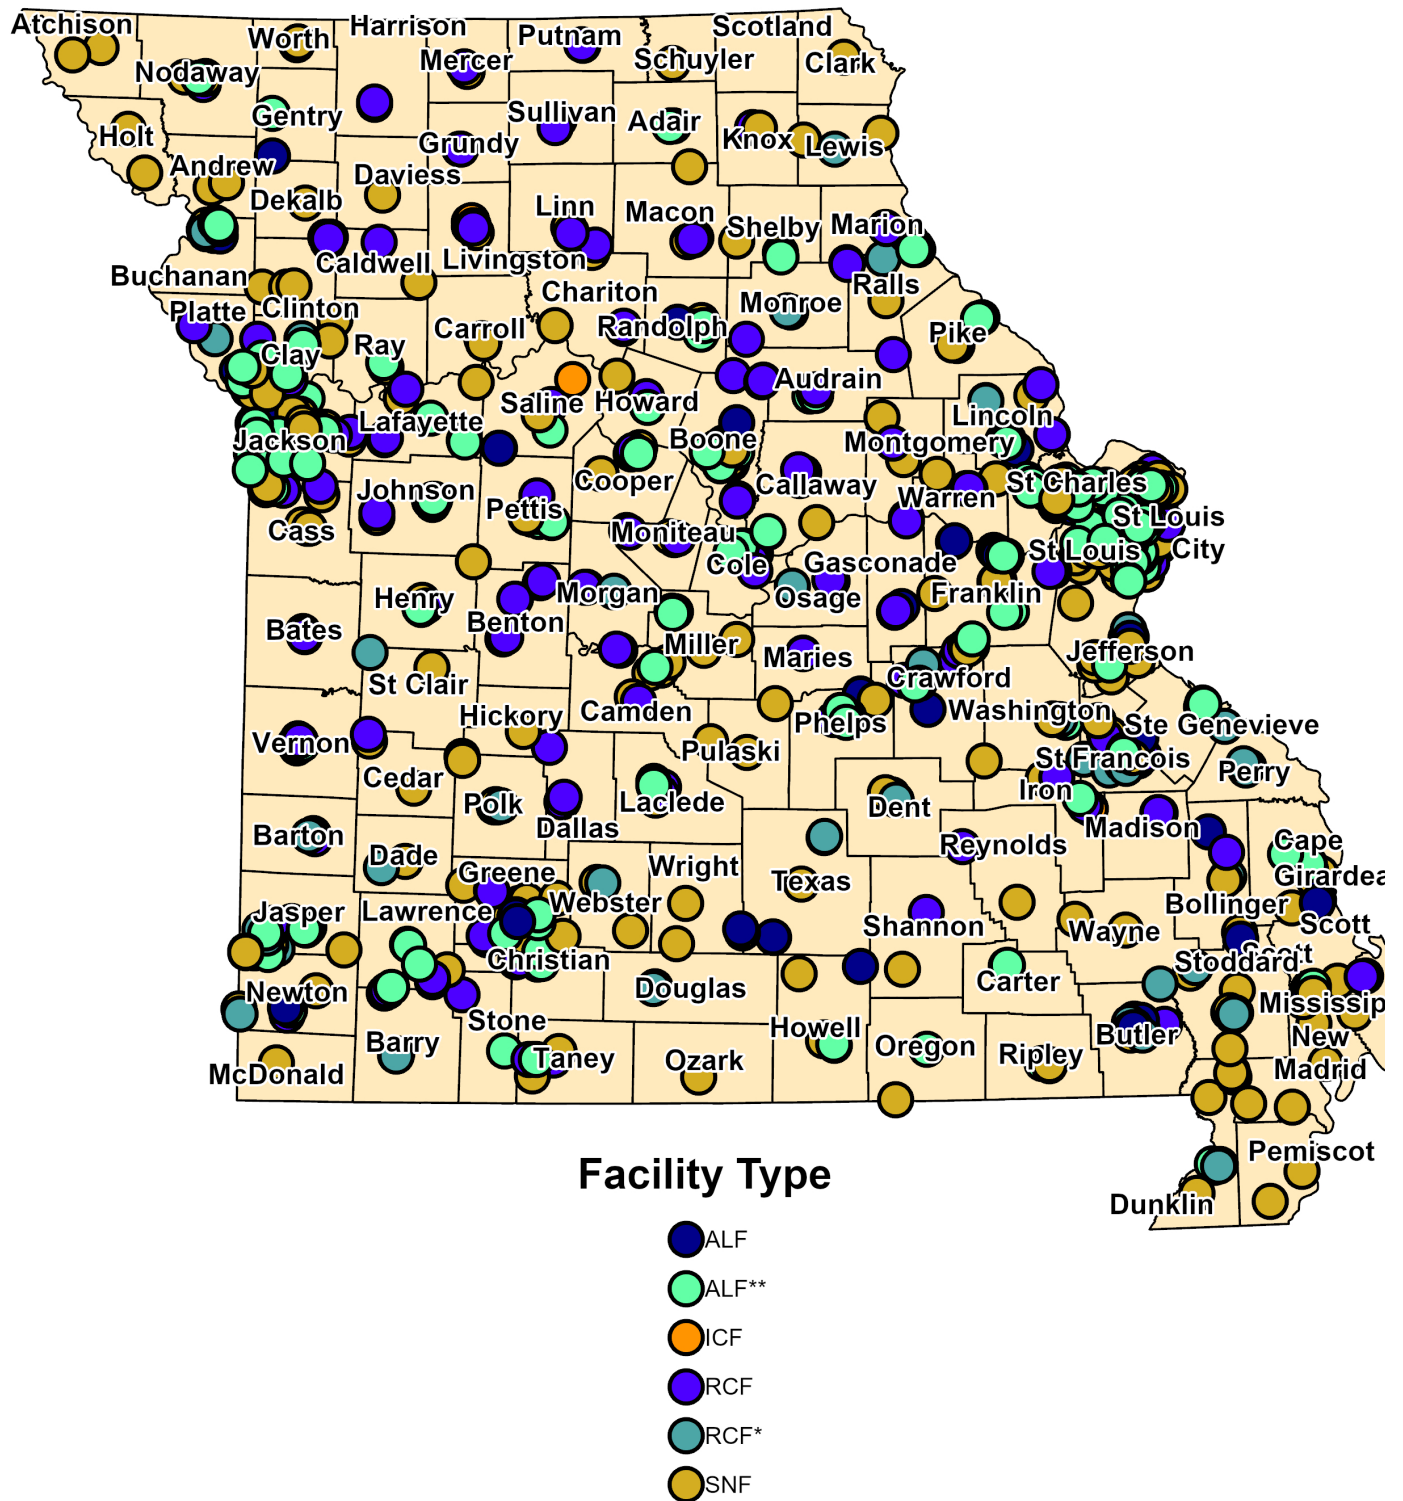 Atchison
Worth
Harrison
Putnam
Scotland
Nodaway
Mercer
Schuyler
Clark
Gentry
Sullivan
Adair
Holt
Grundy
Knox
Lewis
Andrew
Daviess
Dekalb
Linn
Macon
Shelby
Marion
Buchanan
Caldwell
Livingston
Ralls
Platte
Clinton
Chariton
Monroe
Carroll
Randolph
Pike
Clay
Ray
Audrain
Lafayette
Saline
Howard
Lincoln
Jackson
Boone
Montgomery
Johnson
Cooper
Callaway
Warren
St Charles
Cass
Pettis
Moniteau
St Louis
City
Cole
Gasconade
St Louis
Henry
Morgan
Osage
Franklin
Bates
Benton
Miller
Maries
Jefferson
St Clair
Crawford
Hickory
Camden
Phelps
Washington
Ste Genevieve
Vernon
Pulaski
St Francois
Cedar
Perry
Polk
Laclede
Dent
Iron
Barton
Dallas
Madison
Dade
Reynolds
Cape
Girardea
Greene
Wright
Texas
Jasper
Lawrence
Webster
Bollinger
Shannon
Wayne
Scott
Christian
Stoddard
Newton
Douglas
Carter
Mississip
Stone
Howell
Butler
New
Madrid
Barry
Taney
Ozark
Oregon
Ripley
McDonald
Pemiscot
Dunklin
Facility Type
ALF
ALF**
ICF
RCF
RCF*
SNF